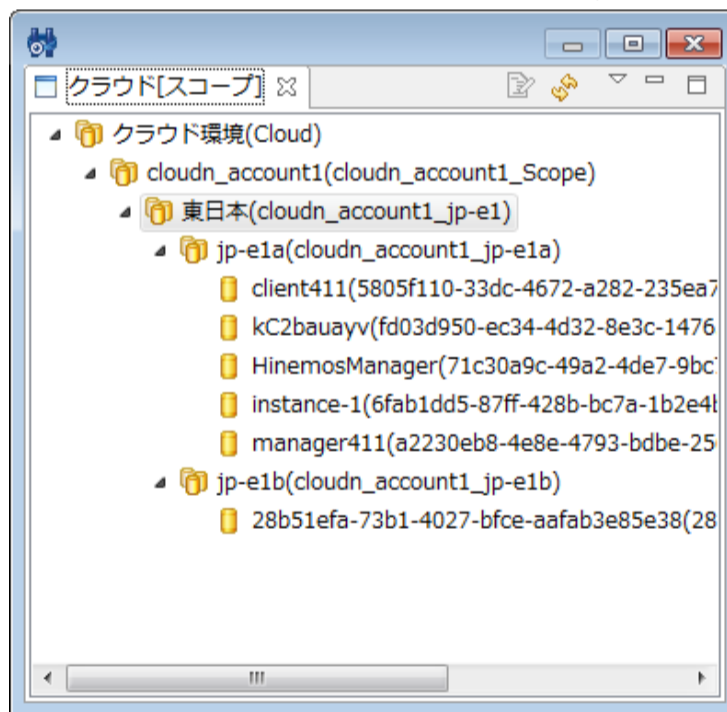 クラウド[スコープ]
クラウド環境(Cloud)
cloudn_account1(cloudn_account1_Scope)
東日本(cloudn_account1_jp-e1)
jp-e1a(cloudn_account1_jp-e1a)
client411(5805f110-33dc-4672-a282-235ea7
kC2bauayv(fd03d950-ec34-4d32-8e3c-1476
HinemosManager(71c30a9c-49a2-4de7-9bc
instance-1(6fab1dd5-87ff-428b-bc7a-1b2e4b
manager411(a2230eb8-4e8e-4793-bdbe-25
jp-e1b(cloudn_account1_jp-e1b)
28b51efa-73b1-4027-bfce-aafab3e85e38(28